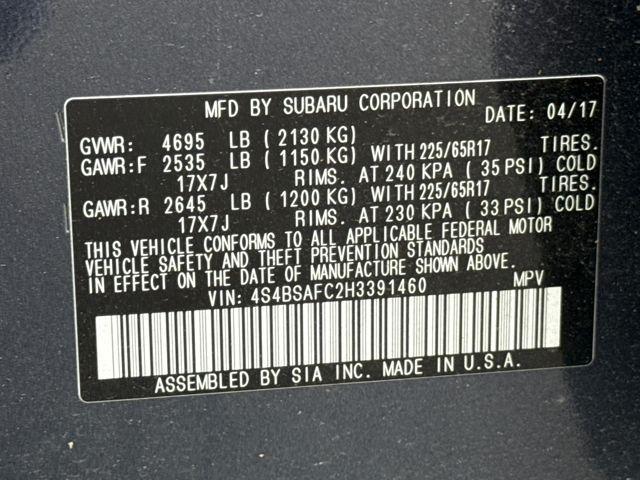 MFD BY SUBARU CORPORATION DATE: 04/17
GVWR: 4695 LB ( 2130 KG)
GAWR:F 2535 LB ( 1150 KG) WITH 225/65R17 TIRES.
17X7J RIMS. AT 240 KPA ( 35 PSI) COLD
GAWR:R 2645 LB ( 1200 KG) WITH 225/65R17 TIRES.
17X7J RIMS. AT 230 KPA ( 33 PSI) COLD
THIS VEHICLE CONFORMS TO ALL APPLICABLE FEDERAL MOTOR
VEHICLE SAFETY AND THEFT PREVENTION STANDARDS
IN EFFECT ON THE DATE OF MANUFACTURE SHOWN ABOVE.
VIN: 4S4BSAFC2H3391460 MPV
ASSEMBLED BY SIA INC. MADE IN U.S.A.